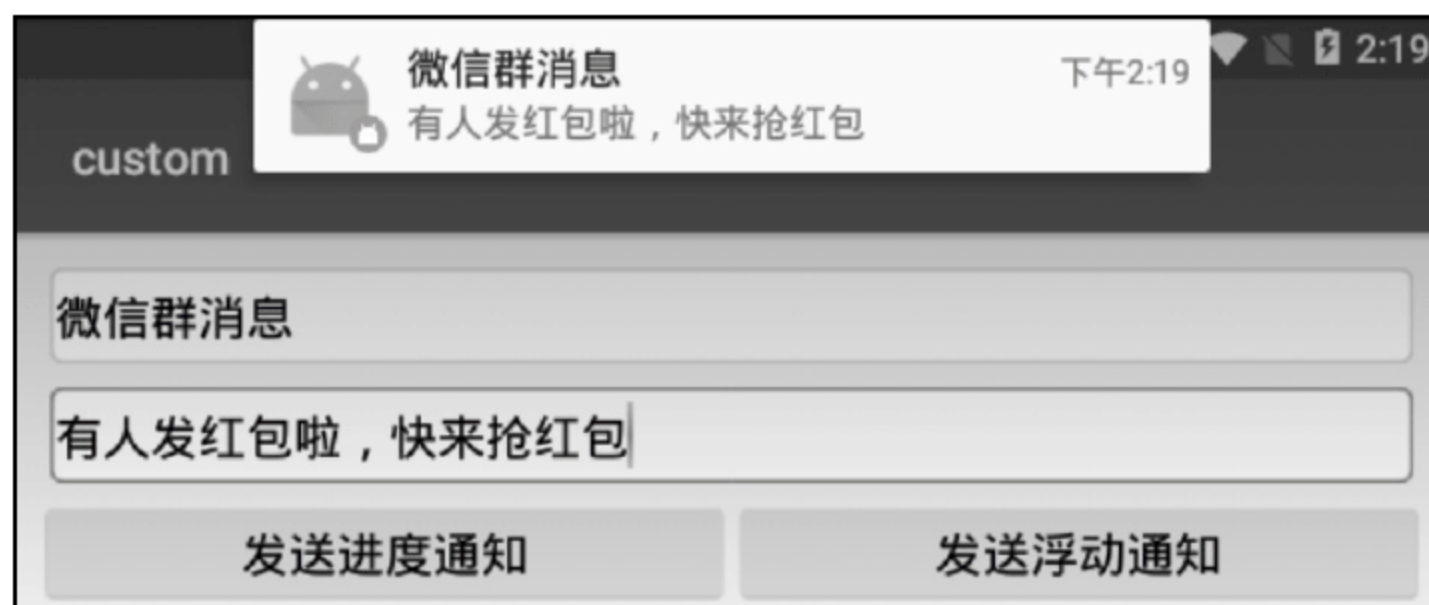 微信群消息
下午2:19
2:19
有人发红包啦，快来抢红包
custom
微信群消息
有人发红包啦，快来抢红包
发送进度通知
发送浮动通知